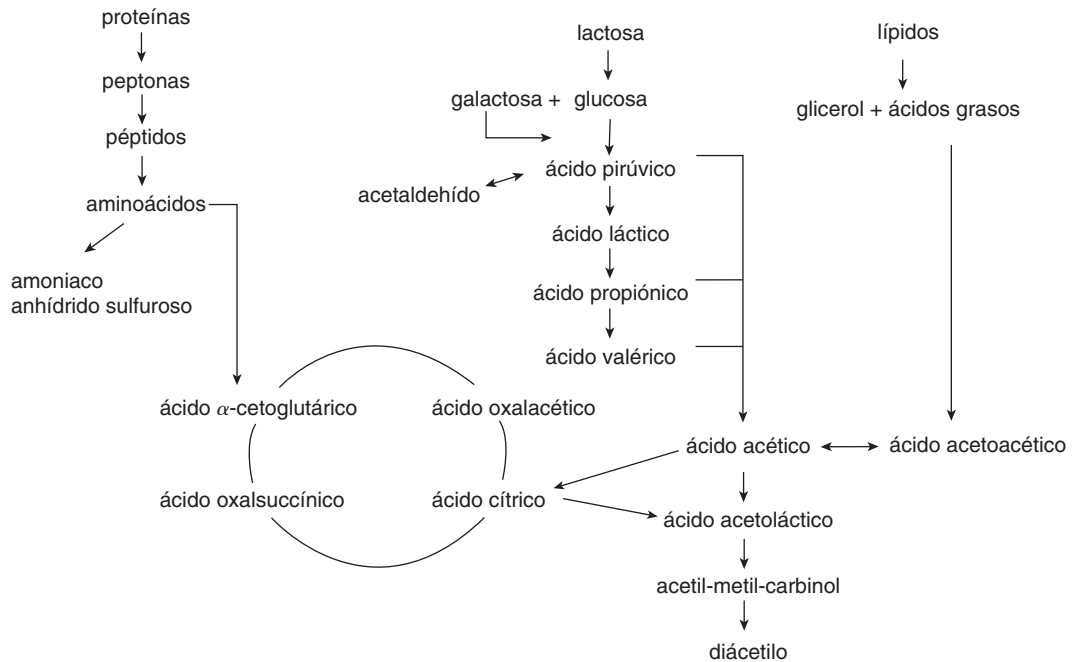 proteínas
peptonas
péptidos
aminoácidos
amoniaco
anhídrido sulfuroso
lactosa
galactosa + glucosa
ácido pirúvico
acetaldehído
ácido láctico
ácido propiónico
ácido valérico
lípidos
glicerol + ácidos grasos
ácido α-cetoglutárico
ácido oxalacético
ácido oxalsuccínico
ácido cítrico
ácido acético
ácido acetoacético
ácido acetoláctico
acetil-metil-carbinol
diácetilo